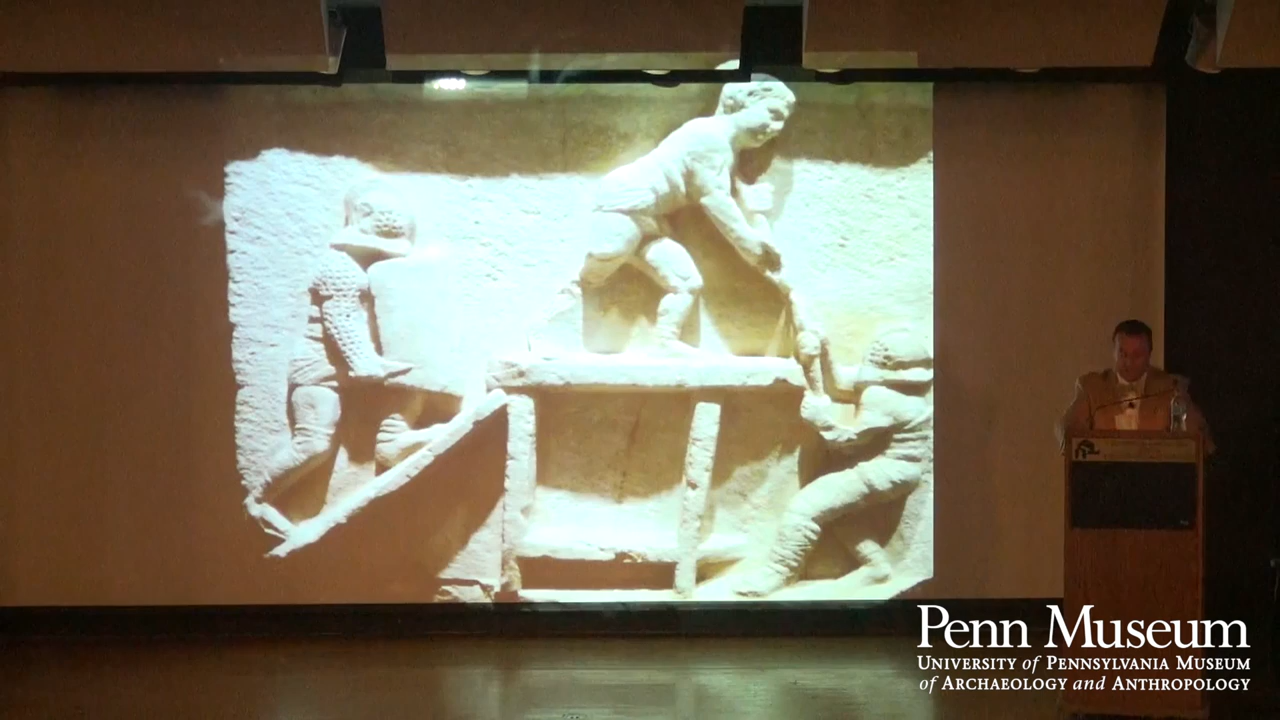 Penn Museum
University of Pennsylvania Museum
of Archaeology and Anthropology